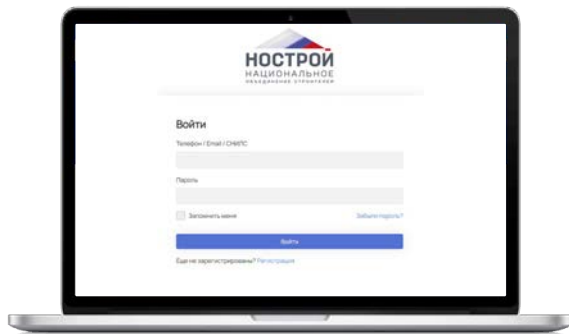 НОСТРОЙ
НАЦИОНАЛЬНОЕ
ОБЪЕДИНЕНИЕ СТРОИТЕЛЕЙ
Войти
Телефон / Email / СНИЛС
Пароль
Запомнить меня
Забыли пароль?
Войти
Еще не зарегистрированы? Регистрация